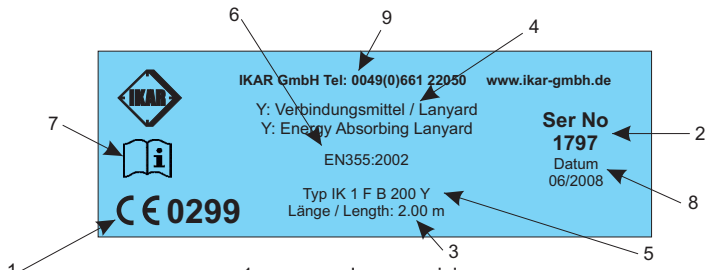 6
9
4
IKAR GmbH Tel: 0049(0)661 22050 www.ikar-gmbh.de
IKAR
Y: Verbindungsmittel / Lanyard
Y: Energy Absorbing Lanyard
Ser No
1797
2
7
i
EN355:2002
Datum
06/2008
8
Typ IK 1 F B 200 Y
Länge / Length: 2.00 m
CE 0299
1
3
5